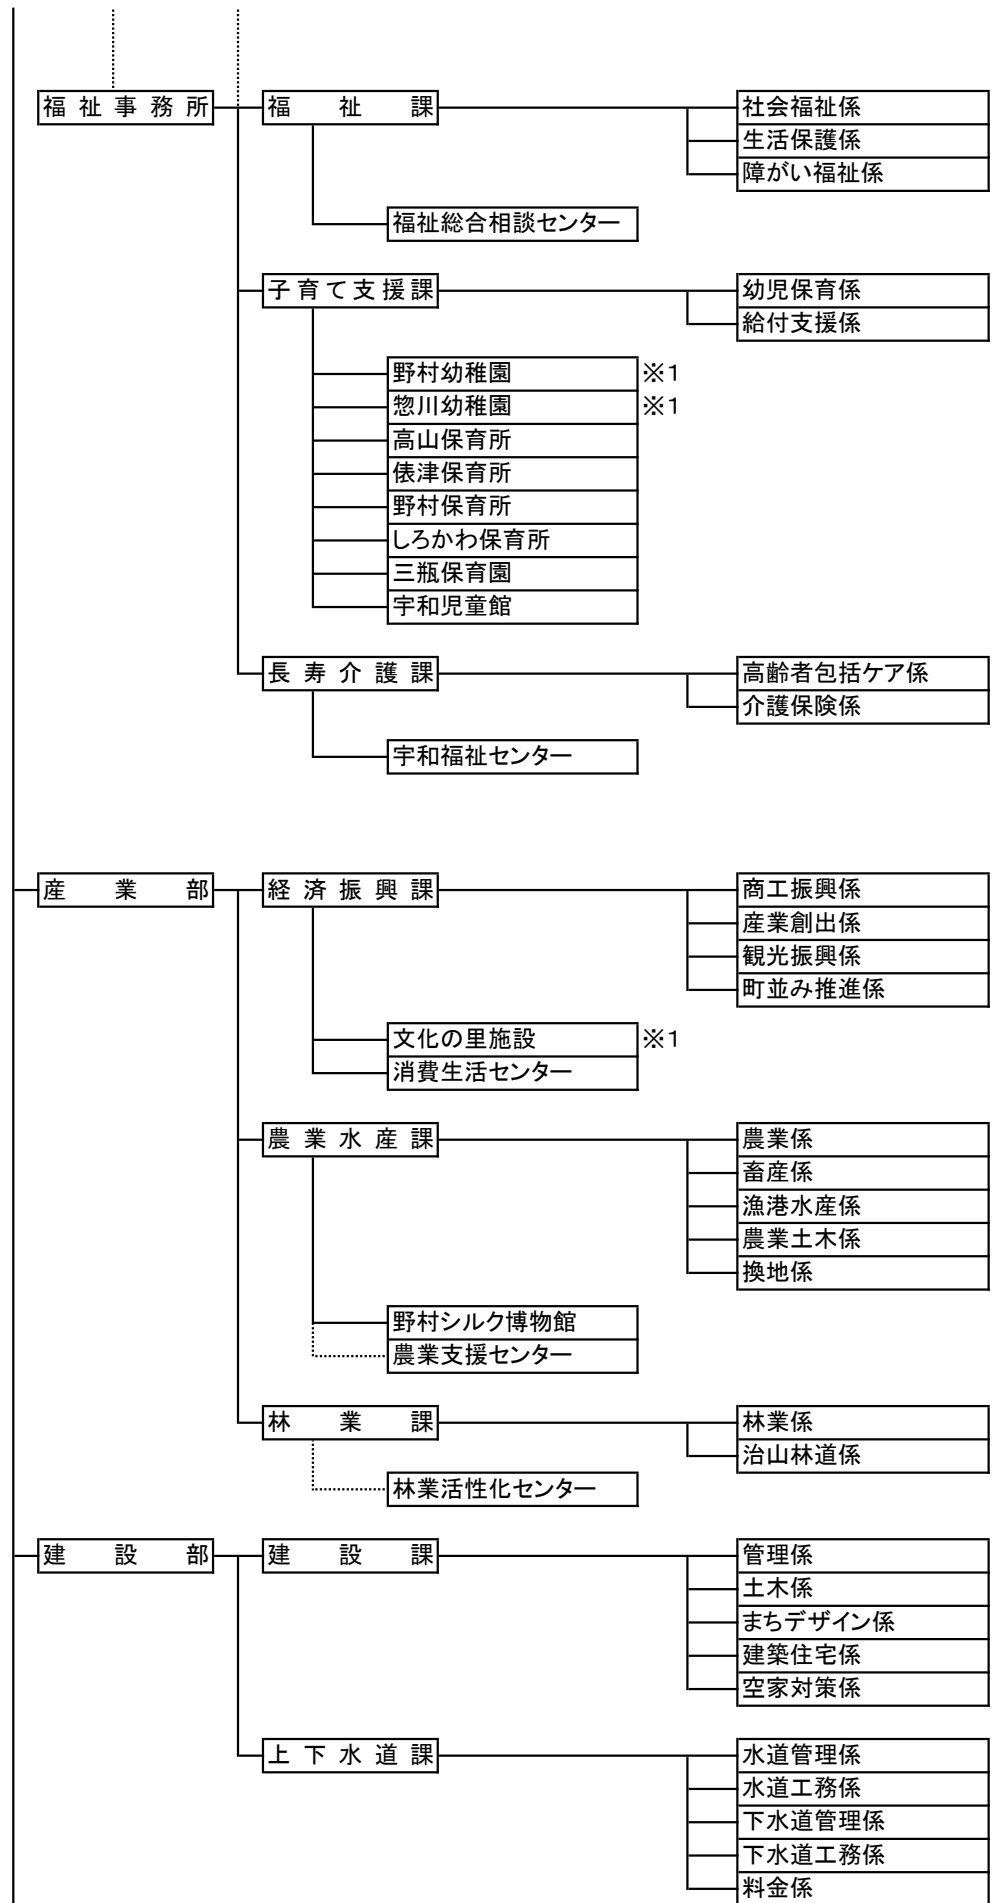 福祉事務所 福祉課 社会福祉係
生活保護係
障がい福祉係
福祉総合相談センター
子育て支援課 幼児保育係
給付支援係
野村幼稚園 ※1
惣川幼稚園 ※1
高山保育所
俵津保育所
野村保育所
しろかわ保育所
三瓶保育園
宇和児童館
長寿介護課 高齢者包括ケア係
介護保険係
宇和福祉センター
産業部 経済振興課 商工振興係
産業創出係
観光振興係
町並み推進係
文化の里施設 ※1
消費生活センター
農業水産課 農業係
畜産係
漁港水産係
農業土木係
換地係
野村シルク博物館
農業支援センター
林業課 林業係
治山林道係
林業活性化センター
建設部 建設課 管理係
土木係
まちデザイン係
建築住宅係
空家対策係
上下水道課 水道管理係
水道工務係
下水道管理係
下水道工務係
料金係